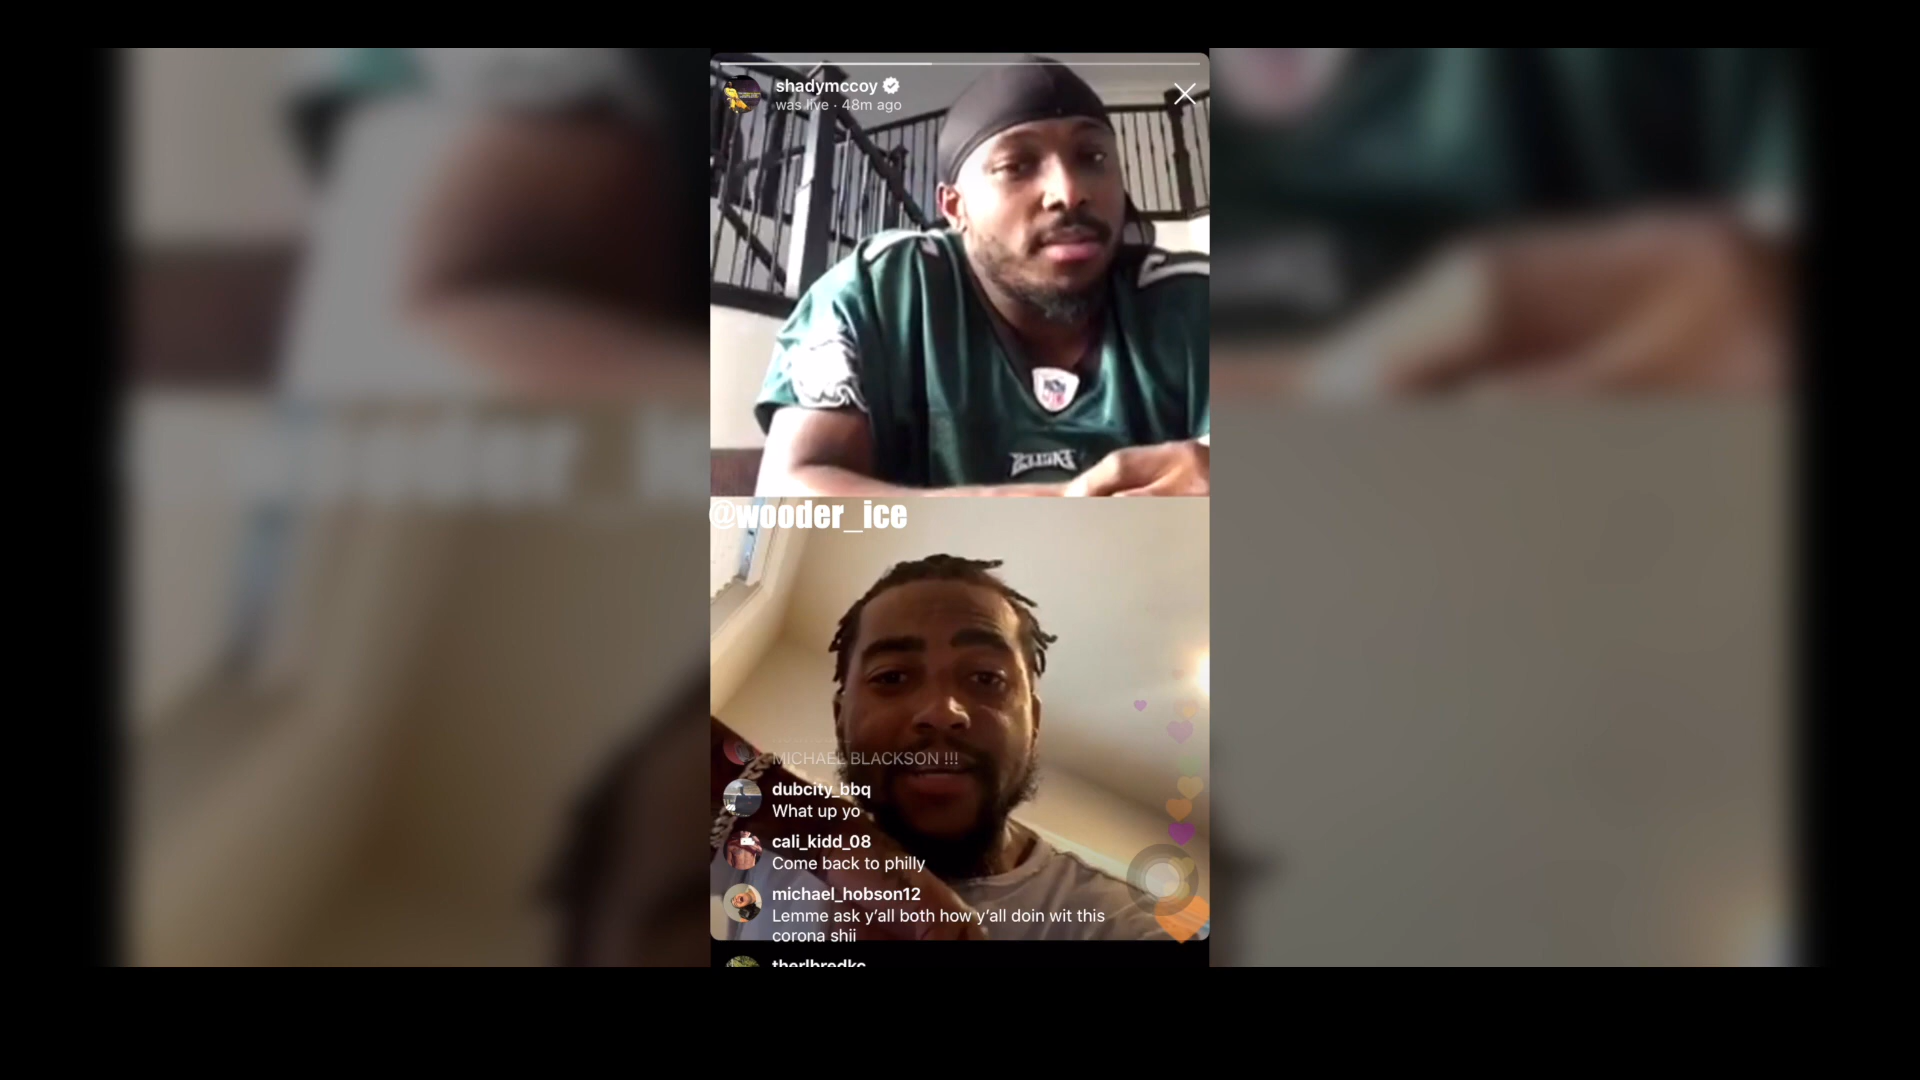 shadymccoy
was live · 48m ago
@wooder_ice
MICHAEL BLACKSON !!!
dubcity_bbq
What up yo
cali_kidd_08
Come back to philly
michael_hobson12
Lemme ask y’all both how y’all doin wit this
corona shii